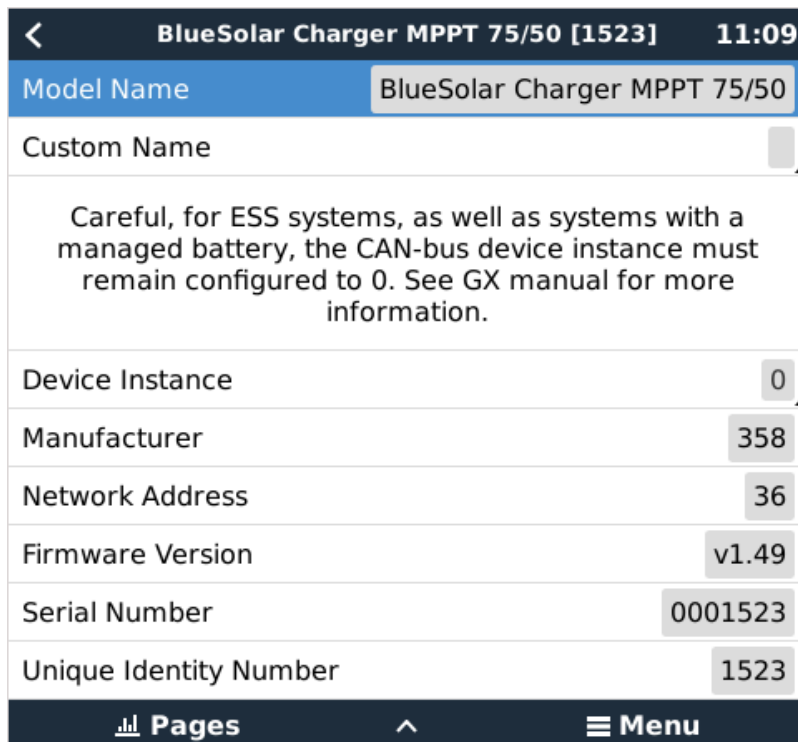 BlueSolar Charger MPPT 75/50 [1523] 11:09
Model Name BlueSolar Charger MPPT 75/50
Custom Name
Careful, for ESS systems, as well as systems with a
managed battery, the CAN-bus device instance must
remain configured to 0. See GX manual for more
information.
Device Instance 0
Manufacturer 358
Network Address 36
Firmware Version v1.49
Serial Number 0001523
Unique Identity Number 1523
Pages Menu